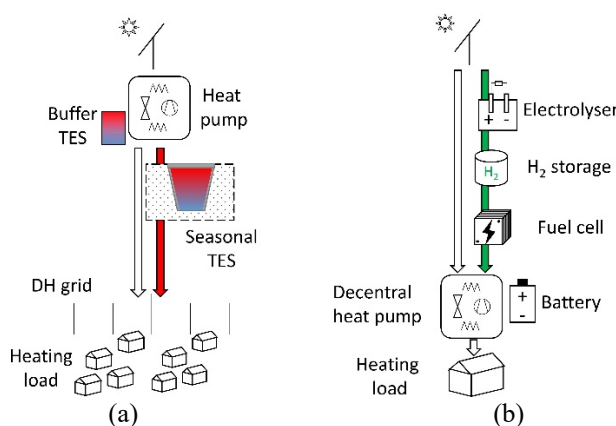 Buffer
TES
Heat
pump
Seasonal
TES
DH grid
Heating
load
(a)
+ -
Electrolyser
H₂
H₂ storage
Fuel cell
Decentral
heat pump
+
-
Battery
Heating
load
(b)